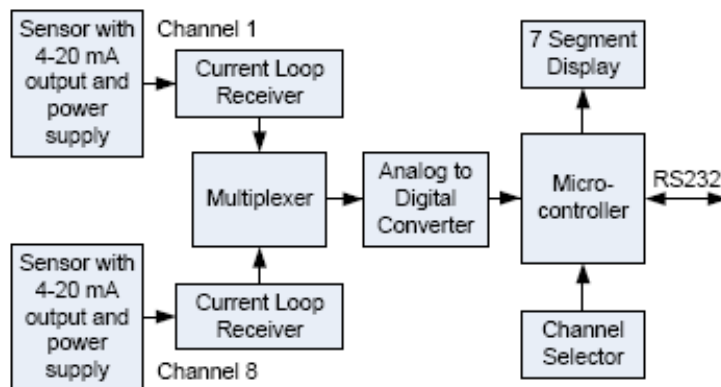 Sensor with
4-20 mA
output and
power
supply
Channel 1
Current Loop
Receiver
7 Segment
Display
Multiplexer
Analog to
Digital
Converter
Micro-
controller
RS232
Sensor with
4-20 mA
output and
power
supply
Current Loop
Receiver
Channel 8
Channel
Selector